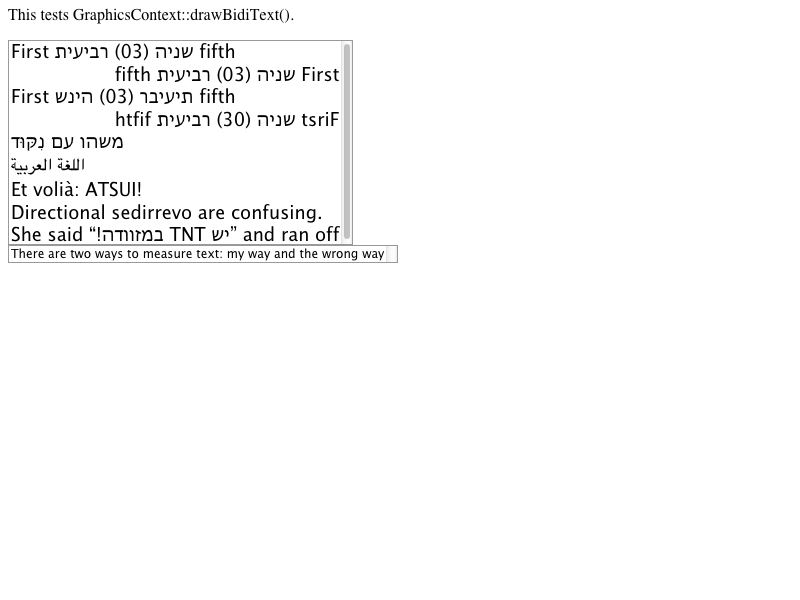 This tests GraphicsContext::drawBidiText().
First שניה (03) רביעית fifth
First שניה (03) רביעית fifth
First תיעיבר (03) הינש fifth
tsriF שניה (30) רביעית htfif
משהו עם נִקּוּד
اللغة العربية
Et volià: ATSUI!
Directional sedirrevo are confusing.
She said “יש TNT במזוודה!” and ran off
There are two ways to measure text: my way and the wrong way